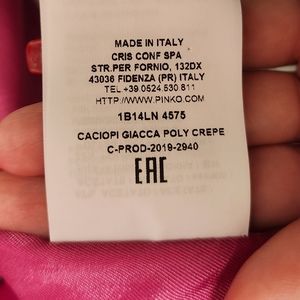 MADE IN ITALY
CRIS CONF SPA
STR.PER FORNIO, 132DX
43036 FIDENZA (PR) ITALY
TEL +39.0524.530.811
HTTP://WWW.PINKO.COM
1B14LN 4575
CACIOPI GIACCA POLY CREPE
C-PROD-2019-2940
EAC